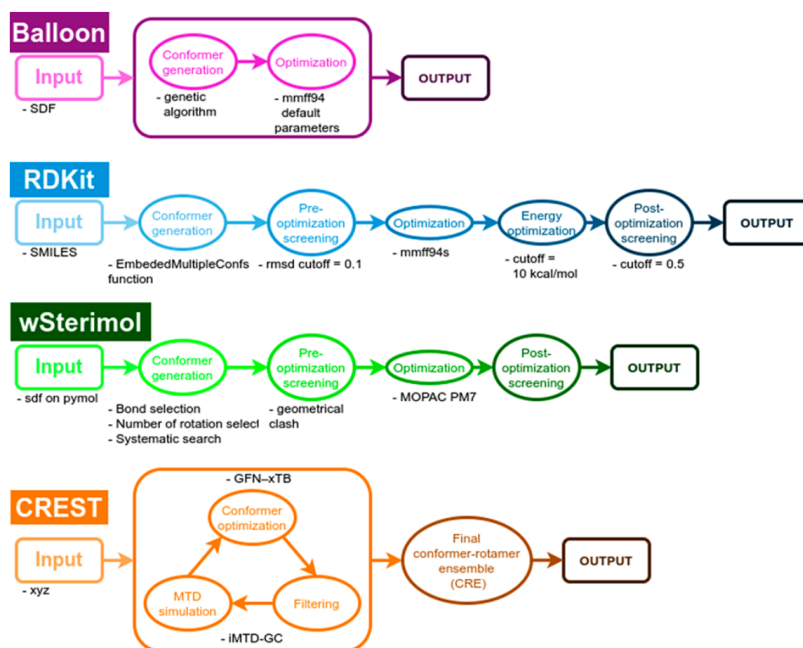 Balloon
Input
- SDF
Conformer
generation
- genetic
algorithm
Optimization
- mmff94
default
parameters
OUTPUT
RDKit
Input
- SMILES
Conformer
generation
- EmbededMultipleConfs
function
Pre-
optimization
screening
- rmsd cutoff = 0.1
Optimization
- mmff94s
Energy
optimization
- cutoff =
10 kcal/mol
Post-
optimization
screening
- cutoff = 0.5
OUTPUT
wSterimol
Input
- sdf on pymol
Conformer
generation
- Bond selection
- Number of rotation select
- Systematic search
Pre-
optimization
screening
- geometrical
clash
Optimization
- MOPAC PM7
Post-
optimization
screening
OUTPUT
CREST
Input
- xyz
- GFN–xTB
Conformer
optimization
MTD
simulation
Filtering
- iMTD-GC
Final
conformer-rotamer
ensemble
(CRE)
OUTPUT